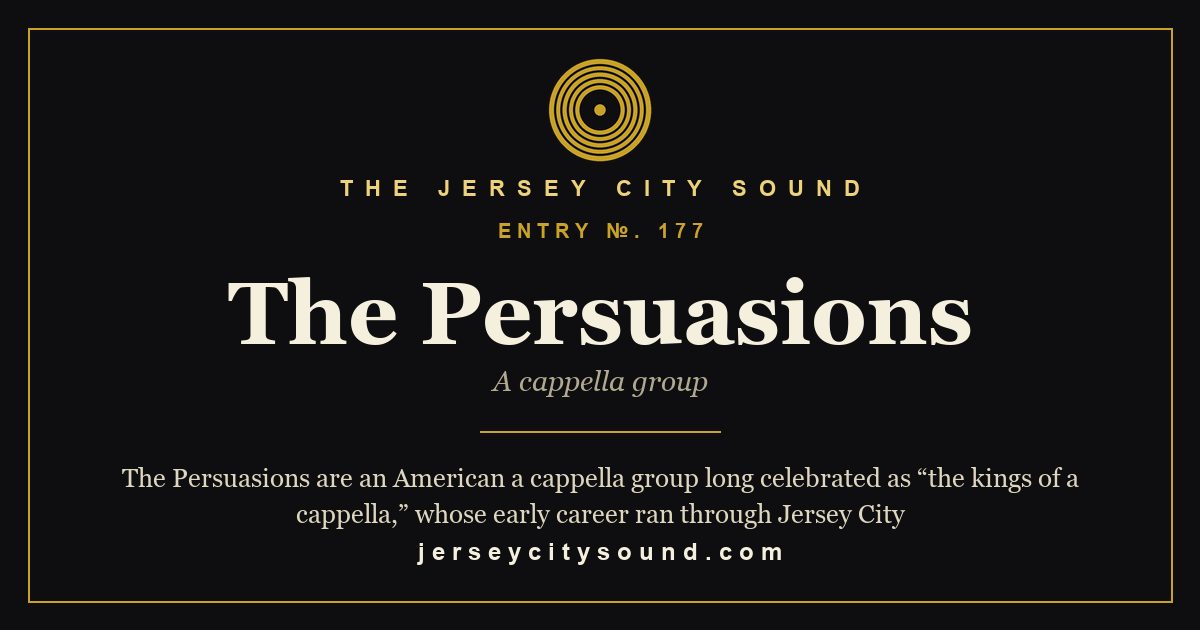 THE JERSEY CITY SOUND
ENTRY №. 177
The Persuasions
A cappella group
The Persuasions are an American a cappella group long celebrated as “the kings of a
cappella,” whose early career ran through Jersey City
jerseycitysound.com